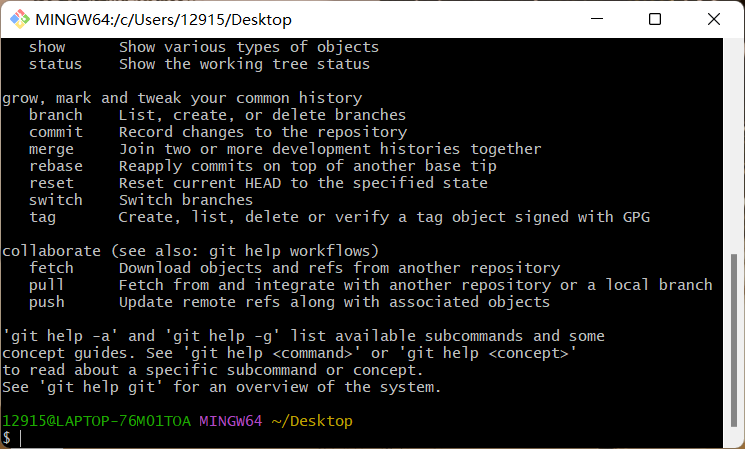 MINGW64:/c/Users/12915/Desktop
show Show various types of objects
status Show the working tree status
grow, mark and tweak your common history
branch List, create, or delete branches
commit Record changes to the repository
merge Join two or more development histories together
rebase Reapply commits on top of another base tip
reset Reset current HEAD to the specified state
switch Switch branches
tag Create, list, delete or verify a tag object signed with GPG
collaborate (see also: git help workflows)
fetch Download objects and refs from another repository
pull Fetch from and integrate with another repository or a local branch
push Update remote refs along with associated objects
'git help -a' and 'git help -g' list available subcommands and some
concept guides. See 'git help <command>' or 'git help <concept>'
to read about a specific subcommand or concept.
See 'git help git' for an overview of the system.
12915@LAPTOP-76MO1TOA MINGW64 ~/Desktop
$